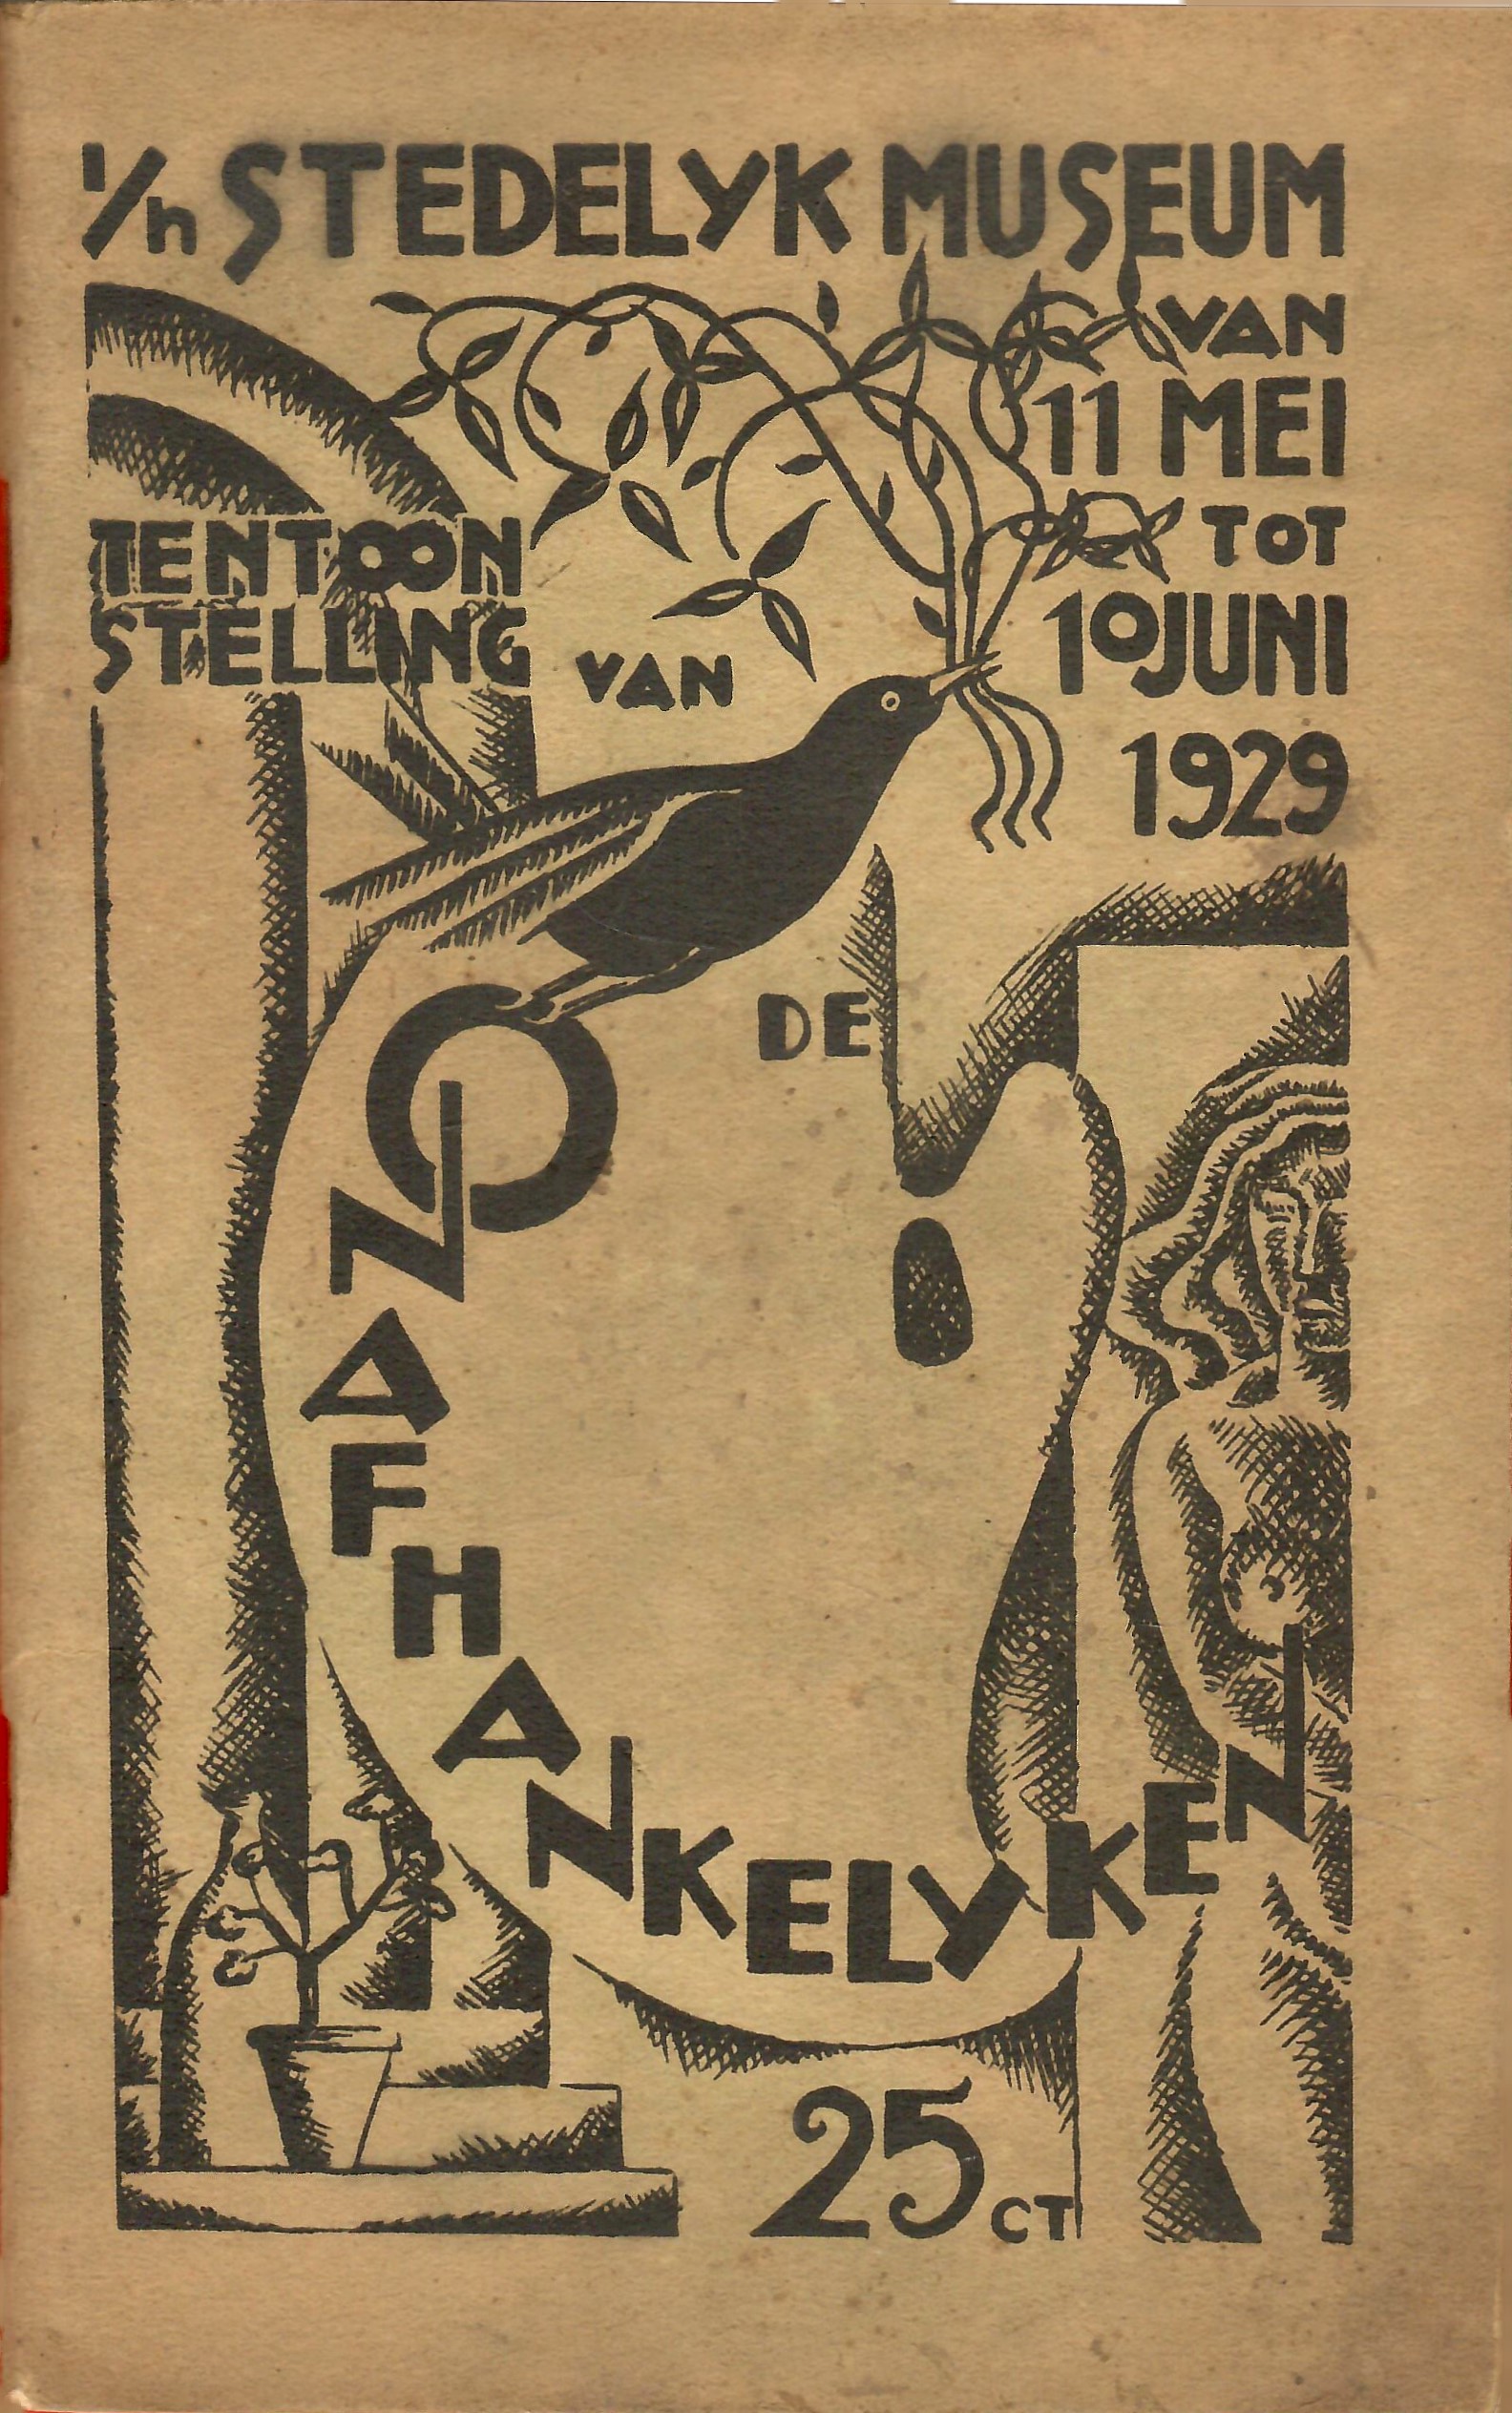 i/n STEDELYK MUSEUM
VAN
11 MEI
TOT
10 JUNI
1929
TENTOON
STELLING
VAN
DE
ONAFHANKELYKEN
25 CT